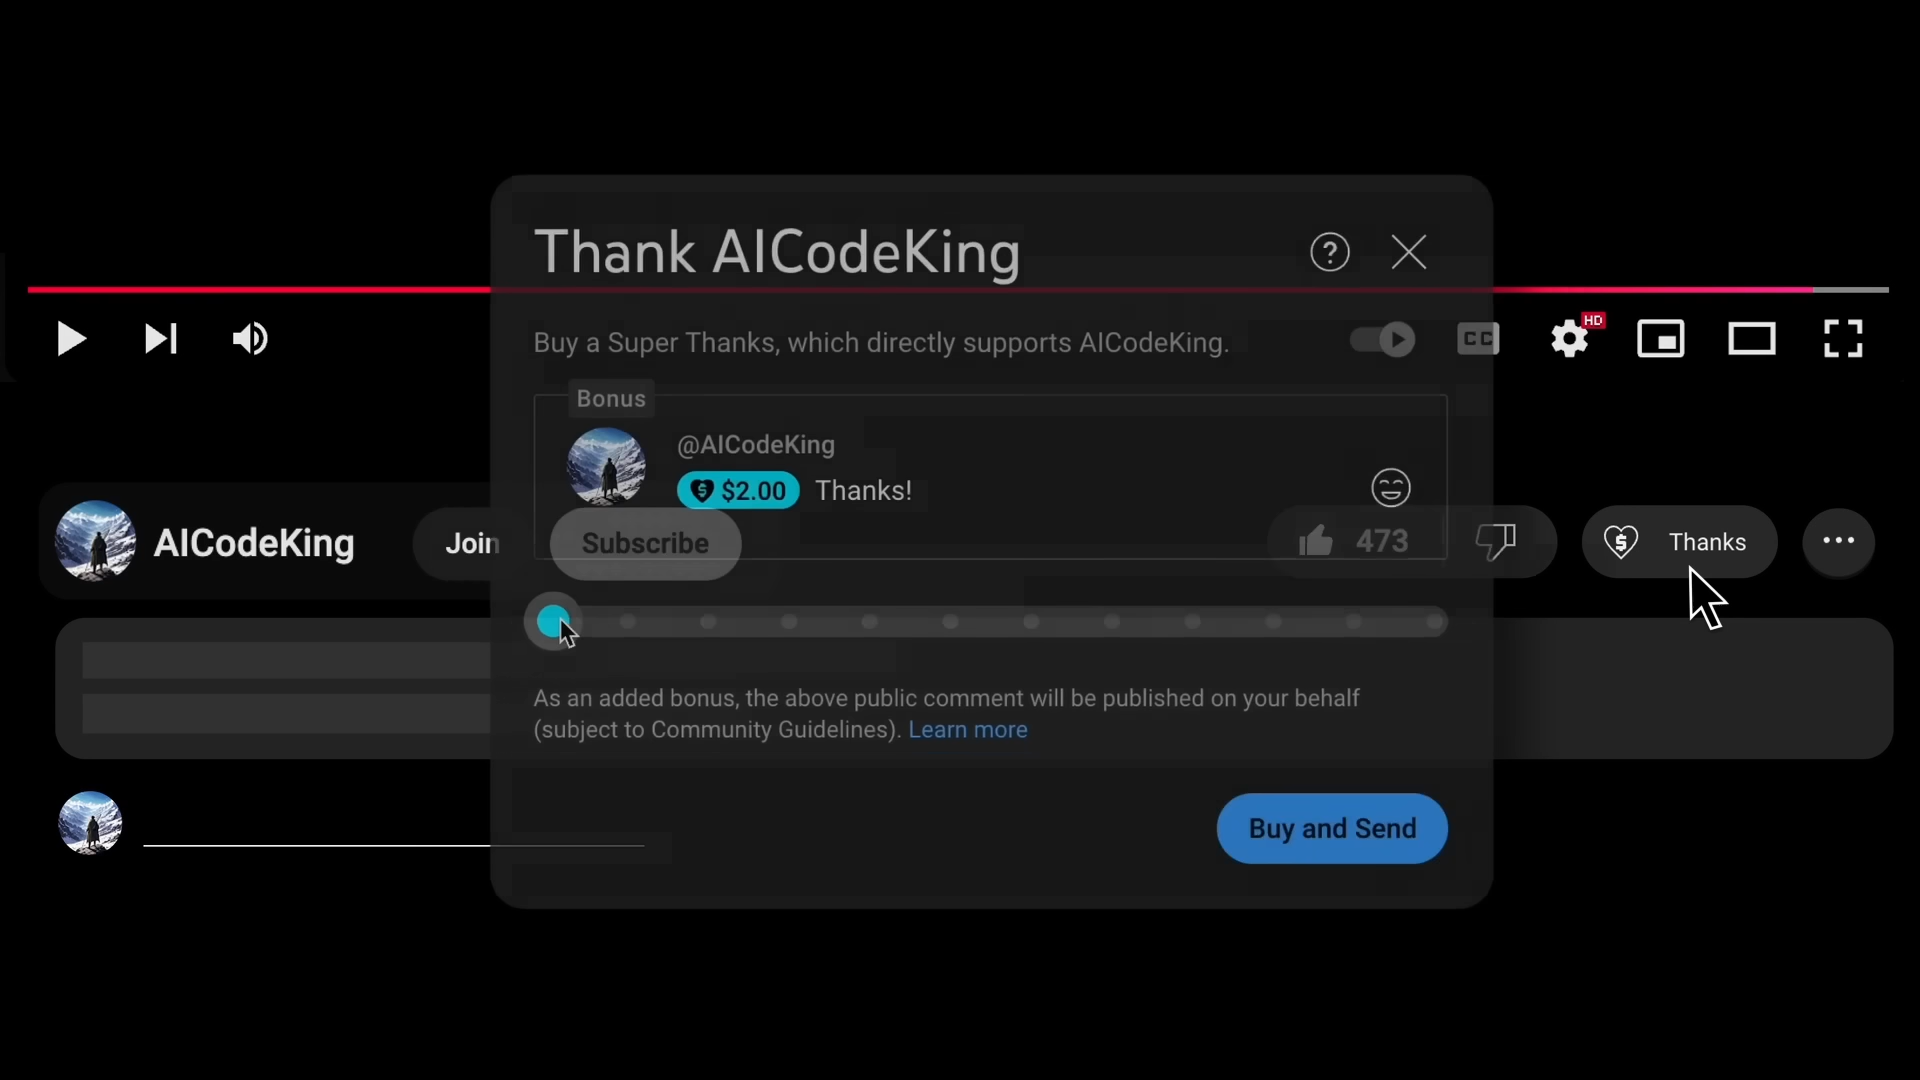 Thank AICodeKing
?
Buy a Super Thanks, which directly supports AICodeKing.
CC
HD
Bonus
@AICodeKing
$2.00 Thanks!
AICodeKing
Join
Subscribe
473
Thanks
As an added bonus, the above public comment will be published on your behalf
(subject to Community Guidelines). Learn more
Buy and Send